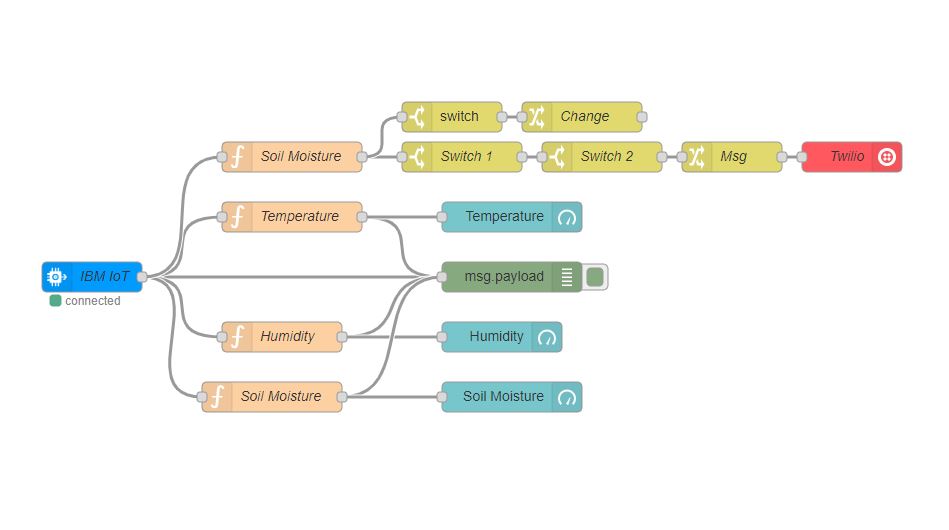 switch
Change
Soil Moisture
Switch 1
Switch 2
Msg
Twilio
Temperature
Temperature
IBM IoT
msg.payload
connected
Humidity
Humidity
Soil Moisture
Soil Moisture